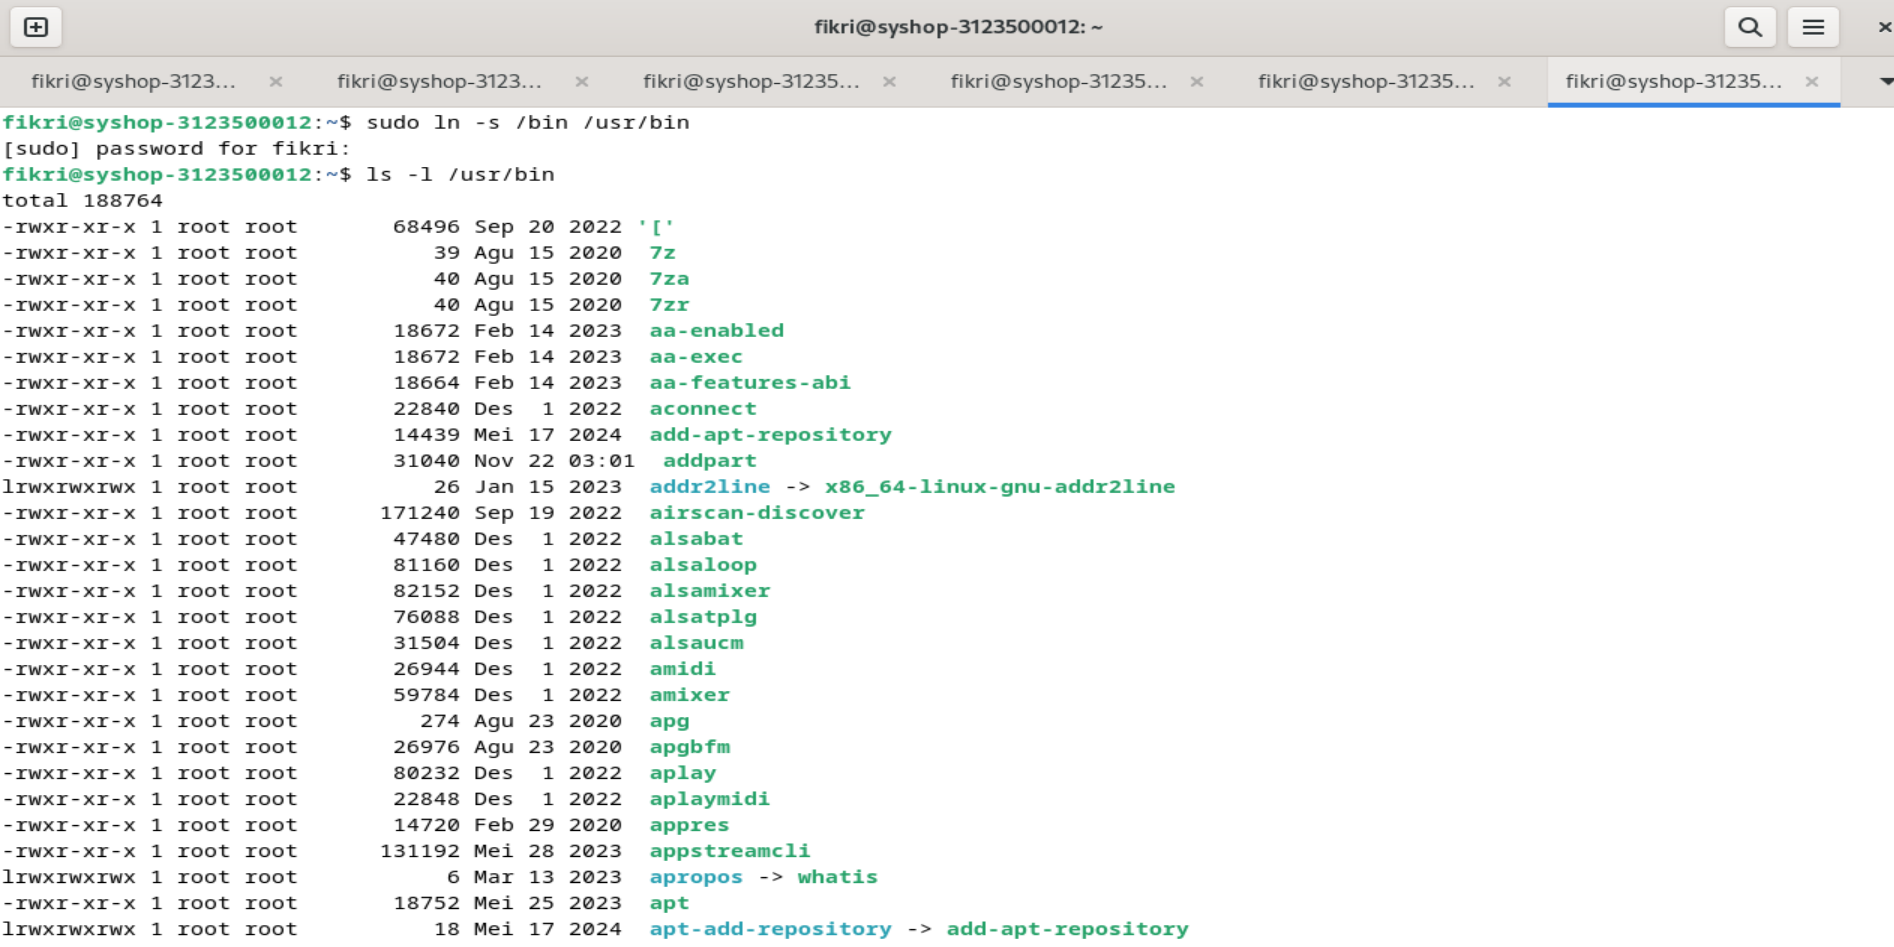 fikri@syshop-3123500012: ~
fikri@syshop-3123... fikri@syshop-3123... fikri@syshop-31235... fikri@syshop-31235... fikri@syshop-31235... fikri@syshop-31235...
fikri@syshop-3123500012:~$ sudo ln -s /bin /usr/bin
[sudo] password for fikri:
fikri@syshop-3123500012:~$ ls -l /usr/bin
total 188764
-rwxr-xr-x 1 root root       68496 Sep 20 2022 '['
-rwxr-xr-x 1 root root          39 Agu 15 2020  7z
-rwxr-xr-x 1 root root          40 Agu 15 2020  7za
-rwxr-xr-x 1 root root          40 Agu 15 2020  7zr
-rwxr-xr-x 1 root root       18672 Feb 14 2023  aa-enabled
-rwxr-xr-x 1 root root       18672 Feb 14 2023  aa-exec
-rwxr-xr-x 1 root root       18664 Feb 14 2023  aa-features-abi
-rwxr-xr-x 1 root root       22840 Des  1 2022  aconnect
-rwxr-xr-x 1 root root       14439 Mei 17 2024  add-apt-repository
-rwxr-xr-x 1 root root       31040 Nov 22 03:01  addpart
lrwxrwxrwx 1 root root          26 Jan 15 2023  addr2line -> x86_64-linux-gnu-addr2line
-rwxr-xr-x 1 root root      171240 Sep 19 2022  airscan-discover
-rwxr-xr-x 1 root root       47480 Des  1 2022  alsabat
-rwxr-xr-x 1 root root       81160 Des  1 2022  alsaloop
-rwxr-xr-x 1 root root       82152 Des  1 2022  alsamixer
-rwxr-xr-x 1 root root       76088 Des  1 2022  alsatplg
-rwxr-xr-x 1 root root       31504 Des  1 2022  alsaucm
-rwxr-xr-x 1 root root       26944 Des  1 2022  amidi
-rwxr-xr-x 1 root root       59784 Des  1 2022  amixer
-rwxr-xr-x 1 root root         274 Agu 23 2020  apg
-rwxr-xr-x 1 root root       26976 Agu 23 2020  apgbfm
-rwxr-xr-x 1 root root       80232 Des  1 2022  aplay
-rwxr-xr-x 1 root root       22848 Des  1 2022  aplaymidi
-rwxr-xr-x 1 root root       14720 Feb 29 2020  appres
-rwxr-xr-x 1 root root      131192 Mei 28 2023  appstreamcli
lrwxrwxrwx 1 root root           6 Mar 13 2023  apropos -> whatis
-rwxr-xr-x 1 root root       18752 Mei 25 2023  apt
lrwxrwxrwx 1 root root          18 Mei 17 2024  apt-add-repository -> add-apt-repository